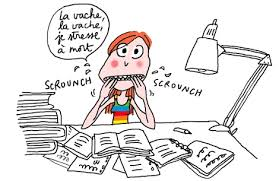 la vache,
la vache,
je stresse
à mort...
SCROUNCH
SCROUNCH